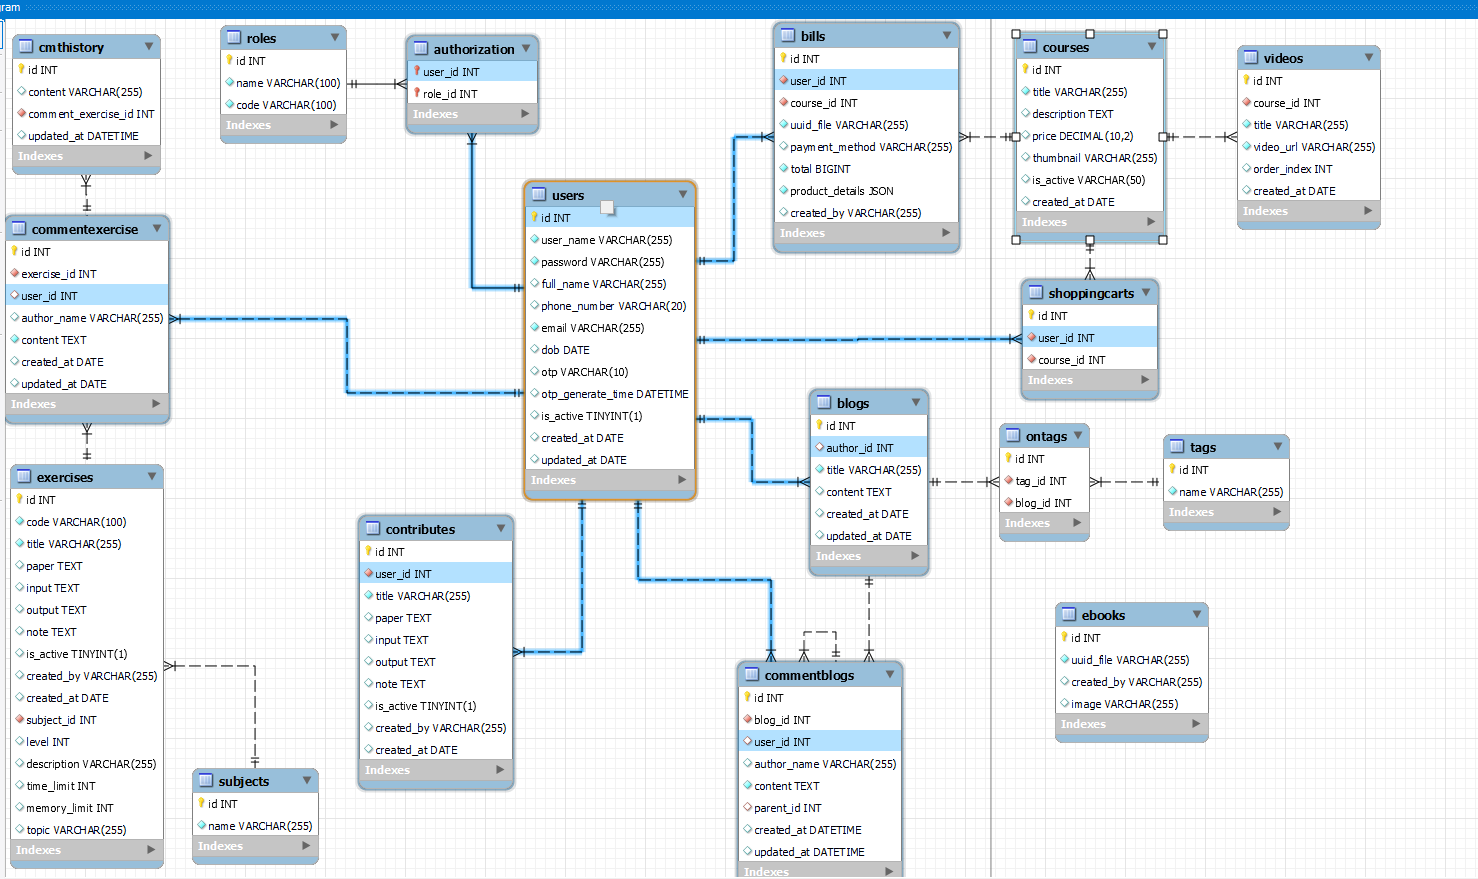 gram
cmthistory
id INT
content VARCHAR(255)
comment_exercise_id INT
updated_at DATETIME
Indexes
roles
id INT
name VARCHAR(100)
code VARCHAR(100)
Indexes
authorization
user_id INT
role_id INT
Indexes
bills
id INT
user_id INT
course_id INT
uuid_file VARCHAR(255)
payment_method VARCHAR(255)
total BIGINT
product_details JSON
created_by VARCHAR(255)
Indexes
courses
id INT
title VARCHAR(255)
description TEXT
price DECIMAL(10,2)
thumbnail VARCHAR(255)
is_active VARCHAR(50)
created_at DATE
Indexes
videos
id INT
course_id INT
title VARCHAR(255)
video_url VARCHAR(255)
order_index INT
created_at DATE
Indexes
commentexercise
id INT
exercise_id INT
user_id INT
author_name VARCHAR(255)
content TEXT
created_at DATE
updated_at DATE
Indexes
users
id INT
user_name VARCHAR(255)
password VARCHAR(255)
full_name VARCHAR(255)
phone_number VARCHAR(20)
email VARCHAR(255)
dob DATE
otp VARCHAR(10)
otp_generate_time DATETIME
is_active TINYINT(1)
created_at DATE
updated_at DATE
Indexes
shoppingcarts
id INT
user_id INT
course_id INT
Indexes
blogs
id INT
author_id INT
title VARCHAR(255)
content TEXT
created_at DATE
updated_at DATE
Indexes
ontags
id INT
tag_id INT
blog_id INT
Indexes
tags
id INT
name VARCHAR(255)
Indexes
exercises
id INT
code VARCHAR(100)
title VARCHAR(255)
paper TEXT
input TEXT
output TEXT
note TEXT
is_active TINYINT(1)
created_by VARCHAR(255)
created_at DATE
subject_id INT
level INT
description VARCHAR(255)
time_limit INT
memory_limit INT
topic VARCHAR(255)
Indexes
contributes
id INT
user_id INT
title VARCHAR(255)
paper TEXT
input TEXT
output TEXT
note TEXT
is_active TINYINT(1)
created_by VARCHAR(255)
created_at DATE
Indexes
ebooks
id INT
uuid_file VARCHAR(255)
created_by VARCHAR(255)
image VARCHAR(255)
Indexes
commentblogs
id INT
blog_id INT
user_id INT
author_name VARCHAR(255)
content TEXT
parent_id INT
created_at DATETIME
updated_at DATETIME
Indexes
subjects
id INT
name VARCHAR(255)
Indexes